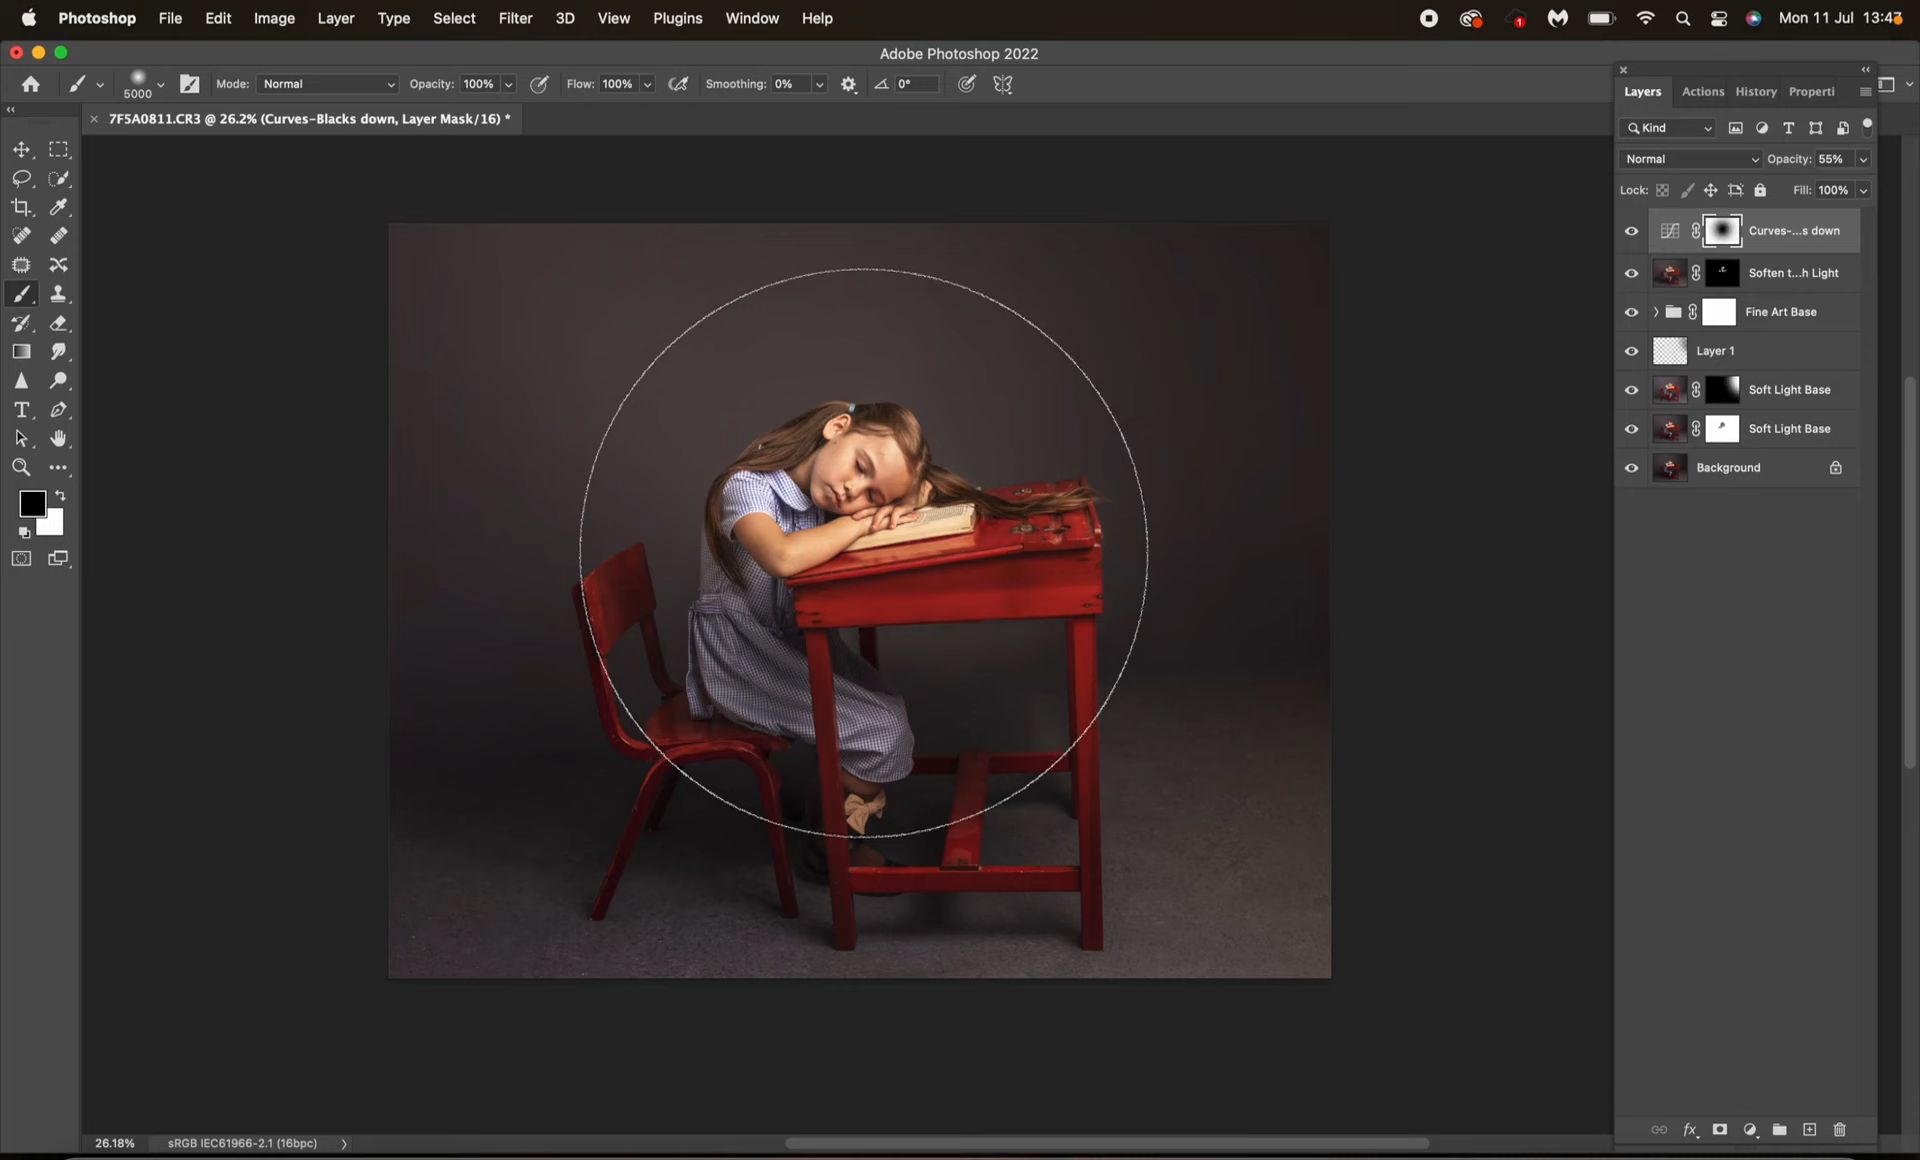 Photoshop File Edit Image Layer Type Select Filter 3D View Plugins Window Help 1 Mon 11 Jul 13:47
Adobe Photoshop 2022
5000 Mode: Normal Opacity: 100% Flow: 100% Smoothing: 0% 0°
7F5A0811.CR3 @ 26.2% (Curves-Blacks down, Layer Mask/16) *
Layers Actions History Properti
Kind
Normal Opacity: 55%
Lock: Fill: 100%
Curves-...s down
Soften t...h Light
Fine Art Base
Layer 1
Soft Light Base
Soft Light Base
Background
26.18% sRGB IEC61966-2.1 (16bpc)